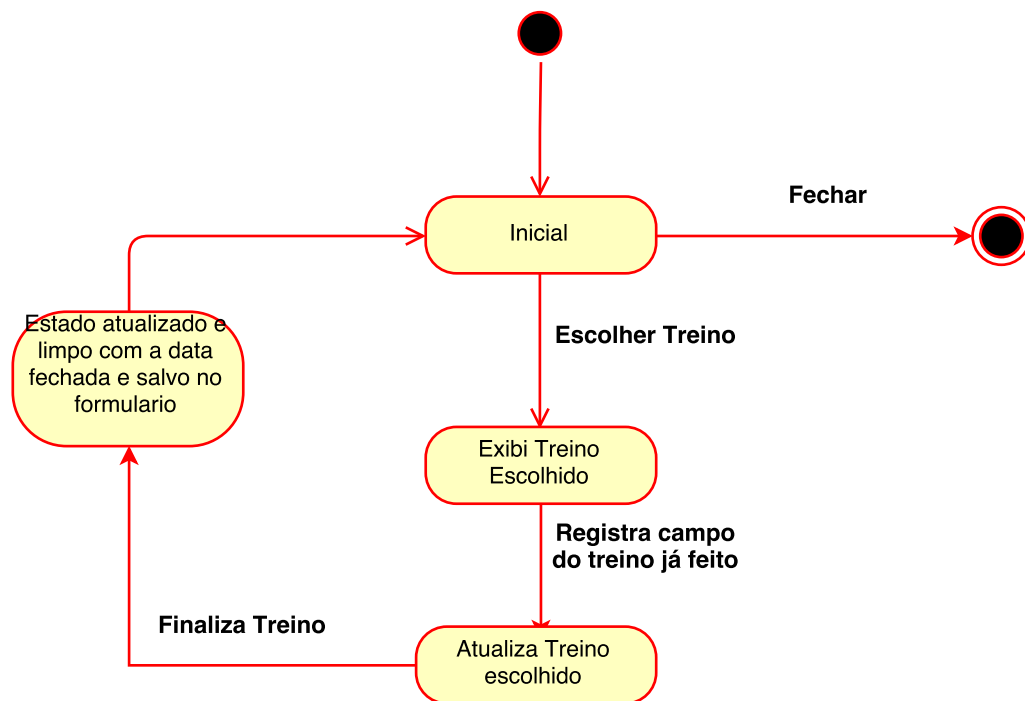 Fechar
Inicial
Escolher Treino
Estado atualizado e
limpo com a data
fechada e salvo no
formulario
Exibi Treino
Escolhido
Registra campo
do treino já feito
Finaliza Treino
Atualiza Treino
escolhido